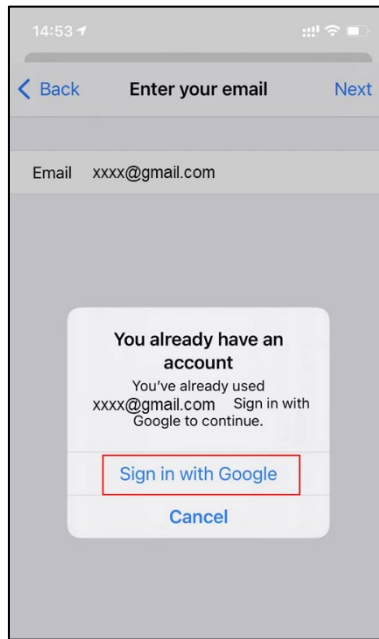 14:53
Back Enter your email Next
Email xxxx@gmail.com
You already have an
account
You've already used
xxxx@gmail.com Sign in with
Google to continue.
Sign in with Google
Cancel